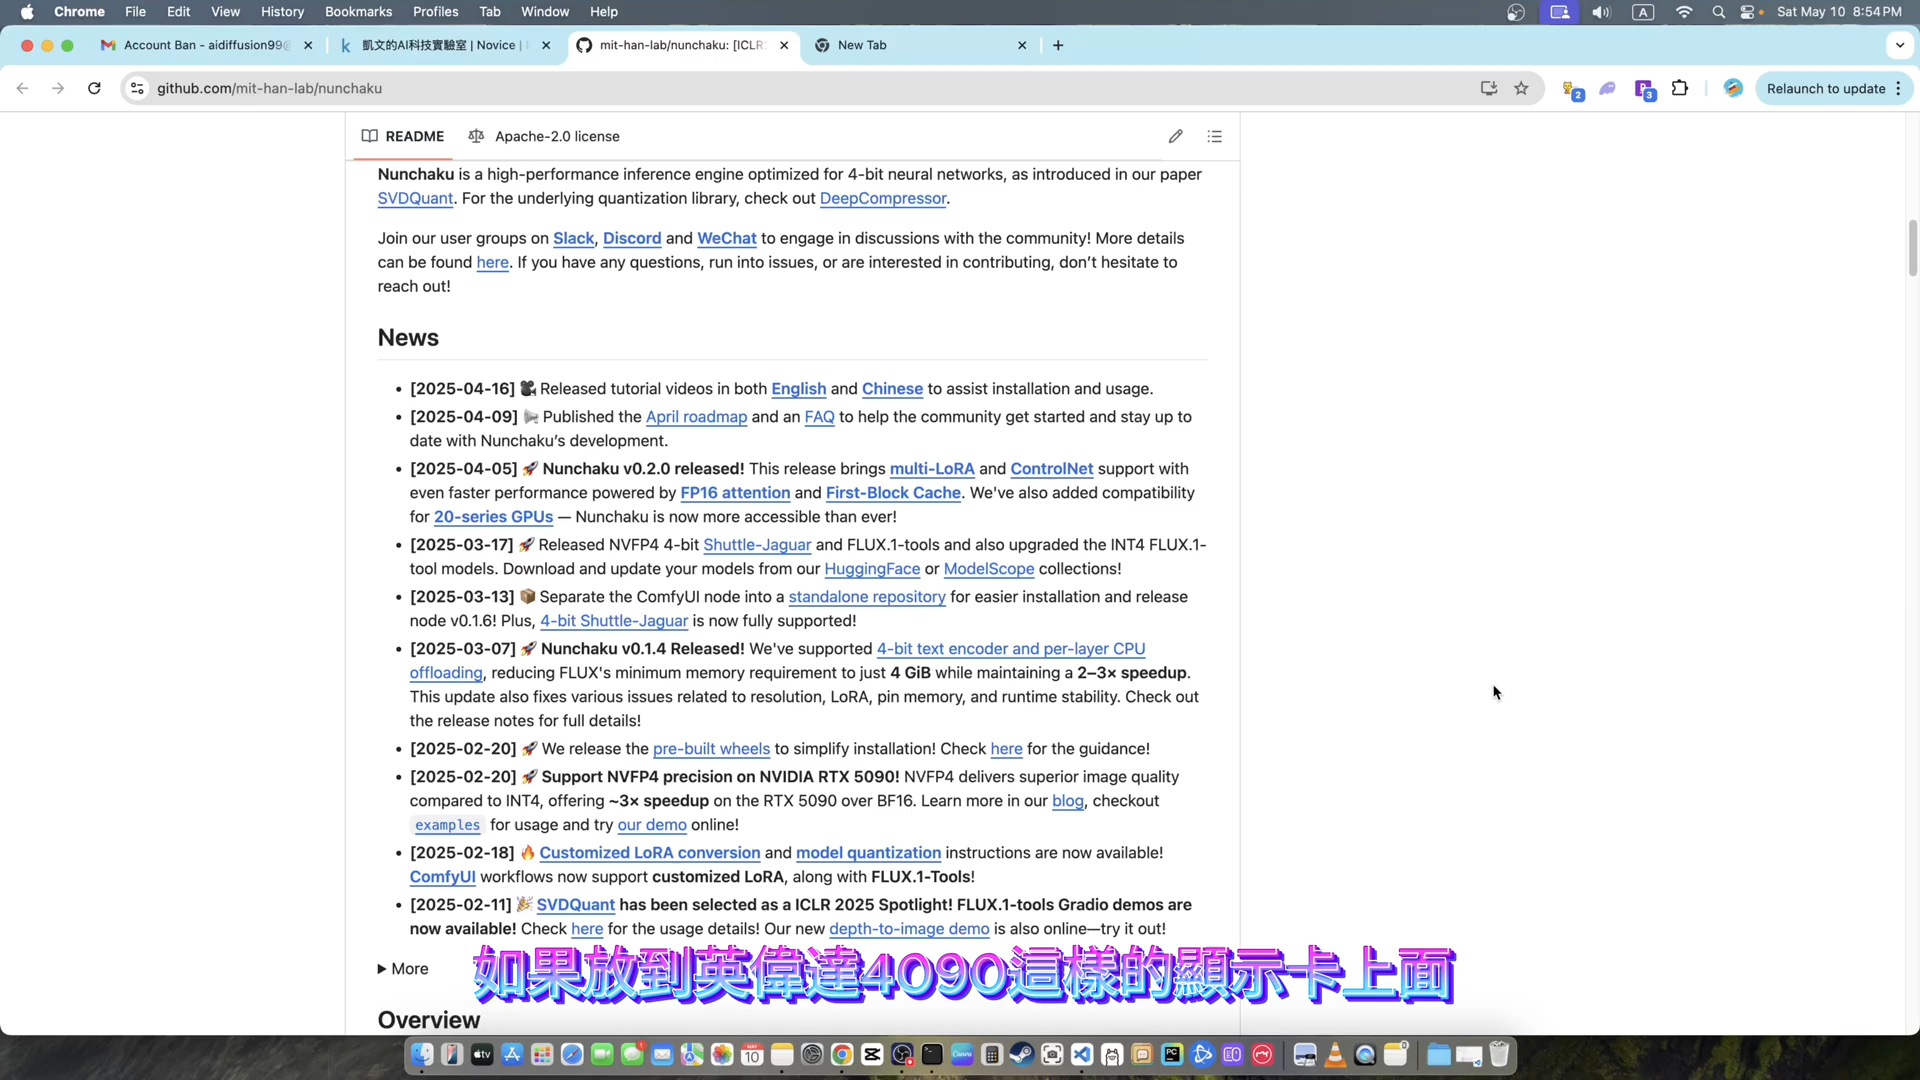 Chrome File Edit View History Bookmarks Profiles Tab Window Help A Sat May 10 8:54 PM
Account Ban - aidiffusion99@ 凱文的AI科技實驗室 | Novice | mit-han-lab/nunchaku: [ICLR New Tab
github.com/mit-han-lab/nunchaku 2 3 Relaunch to update
README Apache-2.0 license
Nunchaku is a high-performance inference engine optimized for 4-bit neural networks, as introduced in our paper
SVDQuant. For the underlying quantization library, check out DeepCompressor.
Join our user groups on Slack, Discord and WeChat to engage in discussions with the community! More details
can be found here. If you have any questions, run into issues, or are interested in contributing, don’t hesitate to
reach out!
News
• [2025-04-16] 🎥 Released tutorial videos in both English and Chinese to assist installation and usage.
• [2025-04-09] 📢 Published the April roadmap and an FAQ to help the community get started and stay up to
date with Nunchaku’s development.
• [2025-04-05] 🚀 Nunchaku v0.2.0 released! This release brings multi-LoRA and ControlNet support with
even faster performance powered by FP16 attention and First-Block Cache. We've also added compatibility
for 20-series GPUs — Nunchaku is now more accessible than ever!
• [2025-03-17] 🚀 Released NVFP4 4-bit Shuttle-Jaguar and FLUX.1-tools and also upgraded the INT4 FLUX.1-
tool models. Download and update your models from our HuggingFace or ModelScope collections!
• [2025-03-13] 📦 Separate the ComfyUI node into a standalone repository for easier installation and release
node v0.1.6! Plus, 4-bit Shuttle-Jaguar is now fully supported!
• [2025-03-07] 🚀 Nunchaku v0.1.4 Released! We've supported 4-bit text encoder and per-layer CPU
offloading, reducing FLUX's minimum memory requirement to just 4 GiB while maintaining a 2–3× speedup.
This update also fixes various issues related to resolution, LoRA, pin memory, and runtime stability. Check out
the release notes for full details!
• [2025-02-20] 🚀 We release the pre-built wheels to simplify installation! Check here for the guidance!
• [2025-02-20] 🚀 Support NVFP4 precision on NVIDIA RTX 5090! NVFP4 delivers superior image quality
compared to INT4, offering ~3× speedup on the RTX 5090 over BF16. Learn more in our blog, checkout
examples for usage and try our demo online!
• [2025-02-18] 🔥 Customized LoRA conversion and model quantization instructions are now available!
ComfyUI workflows now support customized LoRA, along with FLUX.1-Tools!
• [2025-02-11] 🎉 SVDQuant has been selected as a ICLR 2025 Spotlight! FLUX.1-tools Gradio demos are
now available! Check here for the usage details! Our new depth-to-image demo is also online—try it out!
More
如果放到英偉達4090這樣的顯示卡上面
Overview